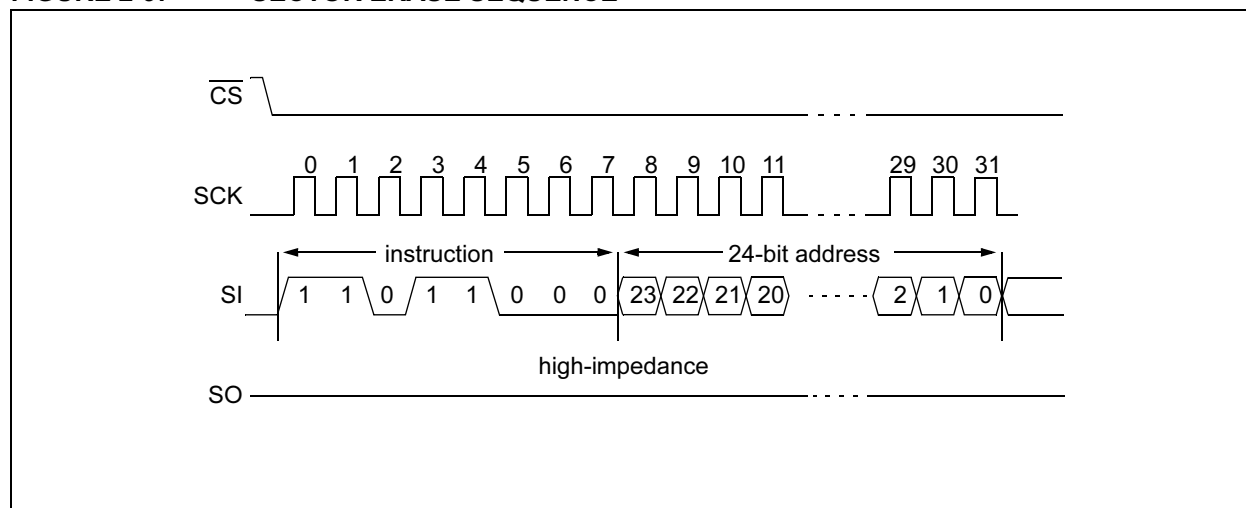 CS
0 1 2 3 4 5 6 7 8 9 10 11 29 30 31
SCK
instruction 24-bit address
SI 1 1 0 1 1 0 0 0 23 22 21 20 2 1 0
high-impedance
SO